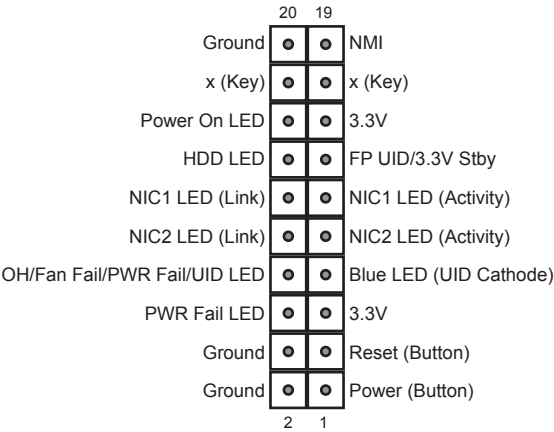 20 19
Ground NMI
x (Key) x (Key)
Power On LED 3.3V
HDD LED FP UID/3.3V Stby
NIC1 LED (Link) NIC1 LED (Activity)
NIC2 LED (Link) NIC2 LED (Activity)
OH/Fan Fail/PWR Fail/UID LED Blue LED (UID Cathode)
PWR Fail LED 3.3V
Ground Reset (Button)
Ground Power (Button)
2 1